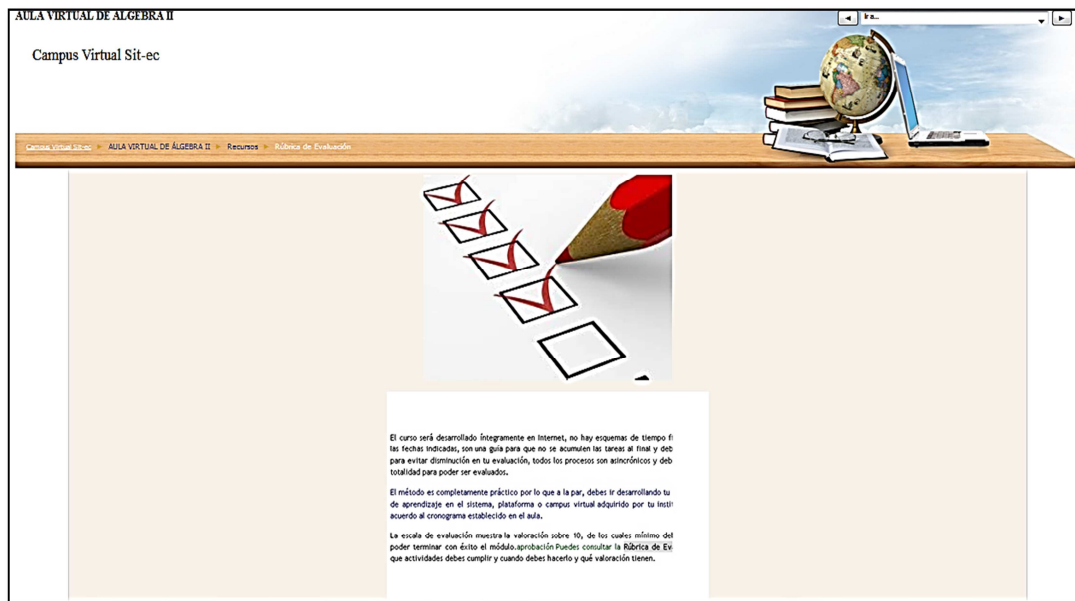 AULA VIRTUAL DE ALGEBRA II
Ir a...
Campus Virtual Sit-ec
Campus Virtual Sit-ec ► AULA VIRTUAL DE ÁLGEBRA II ► Recursos ► Rúbrica de Evaluación
El curso será desarrollado íntegramente en Internet, no hay esquemas de tiempo fi
las fechas indicadas, son una guía para que no se acumulen las tareas al final y deb
para evitar disminución en tu evaluación, todos los procesos son asincrónicos y deb
totalidad para poder ser evaluados.
El método es completamente práctico por lo que a la par, debes ir desarrollando tu
de aprendizaje en el sistema, plataforma o campus virtual adquirido por tu insti
acuerdo al cronograma establecido en el aula.
La escala de evaluación muestra la valoración sobre 10, de los cuales mínimo del
poder terminar con éxito el módulo.aprobación Puedes consultar la Rúbrica de Ev
que actividades debes cumplir y cuando debes hacerlo y qué valoración tienen.